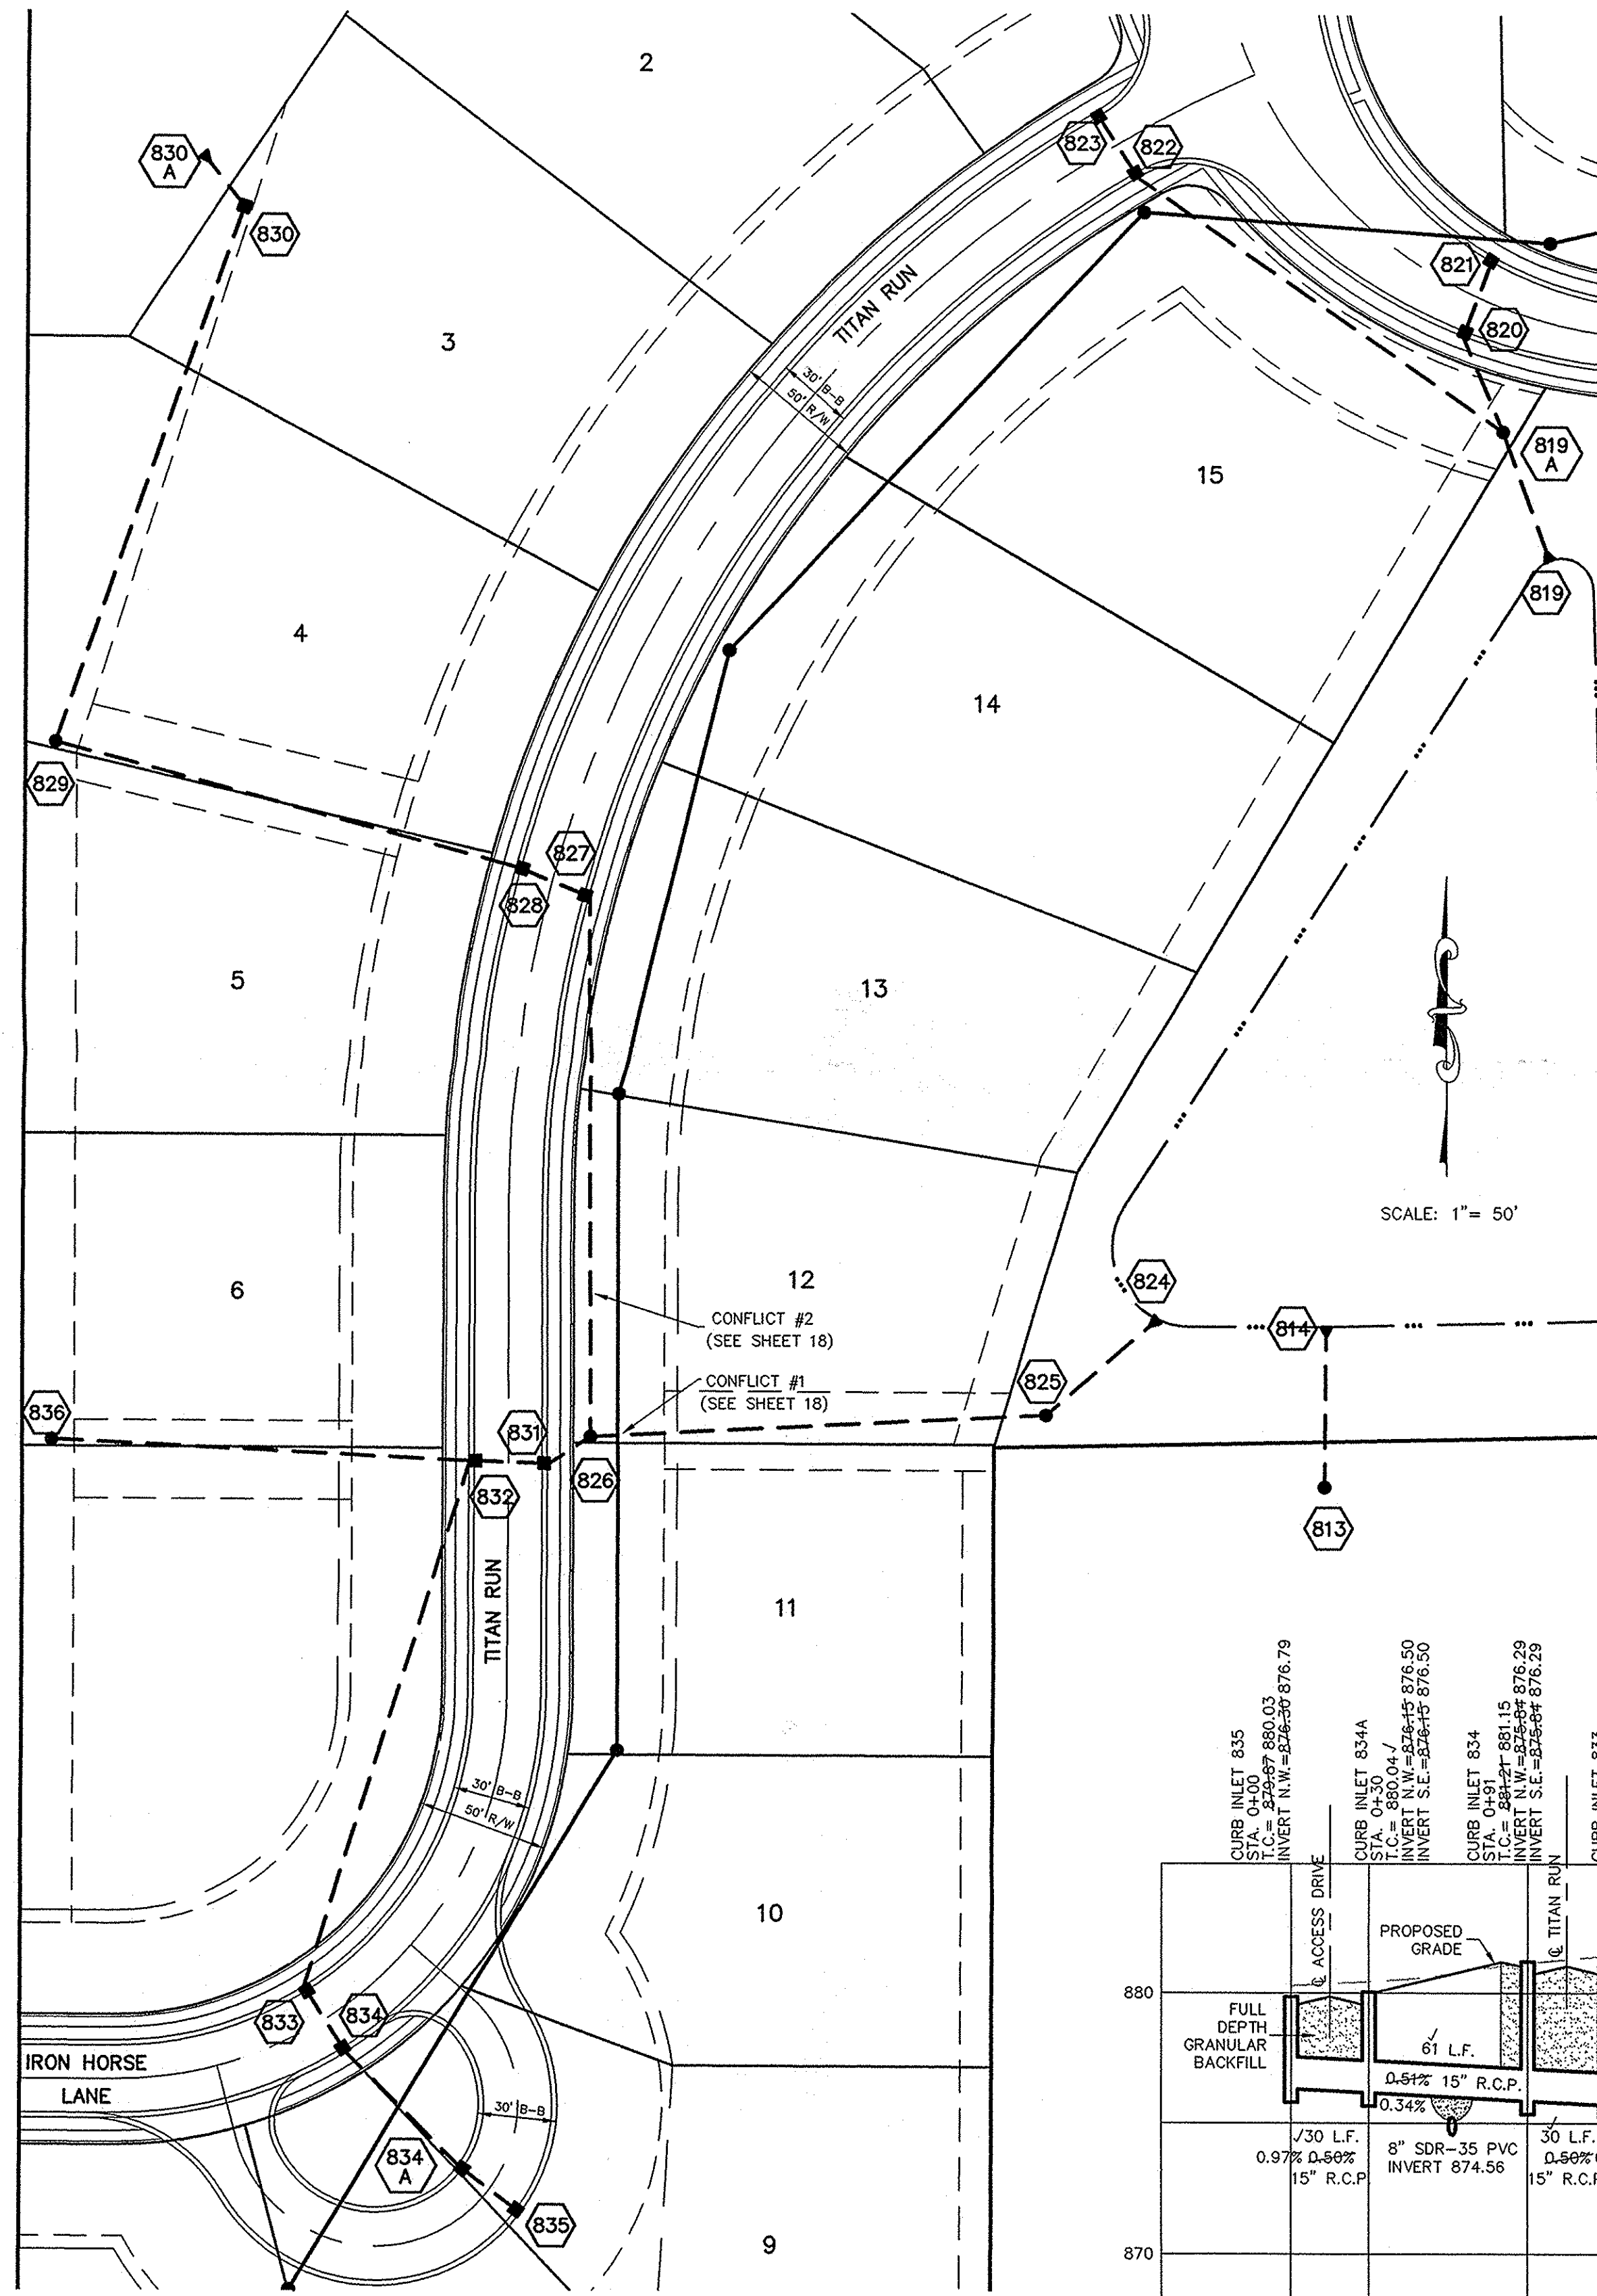 2
823
822
830
A
830
821
820
3
TITAN RUN
30' B-B
50' R/W
819
A
15
819
4
14
829
827
828
5
13
SCALE: 1"= 50'
6
12
824
814
CONFLICT #2
(SEE SHEET 18)
825
CONFLICT #1
(SEE SHEET 18)
836
831
826
832
813
TITAN RUN
11
30' B-B
50' R/W
10
833
834
IRON HORSE
LANE
30' B-B
834
A
835
9
CURB INLET 835
STA. 0+00
T.C.= 879.87 880.03
INVERT N.W.=876.30 876.79
℄ ACCESS DRIVE
CURB INLET 834A
STA. 0+30
T.C.= 880.04 √
INVERT N.W.=876.15 876.50
INVERT S.E.=876.15 876.50
CURB INLET 834
STA. 0+91
T.C.= 881.21 881.15
INVERT N.W.=875.84 876.29
INVERT S.E.=875.84 876.29
℄ TITAN RUN
PROPOSED
GRADE
880
FULL
DEPTH
GRANULAR
BACKFILL
√
61 L.F.
0.51% 15" R.C.P.
0.34%
√30 L.F.
0.97% 0.50%
15" R.C.P
8" SDR-35 PVC
INVERT 874.56
30 L.F.
0.50%
15" R.C.P
870